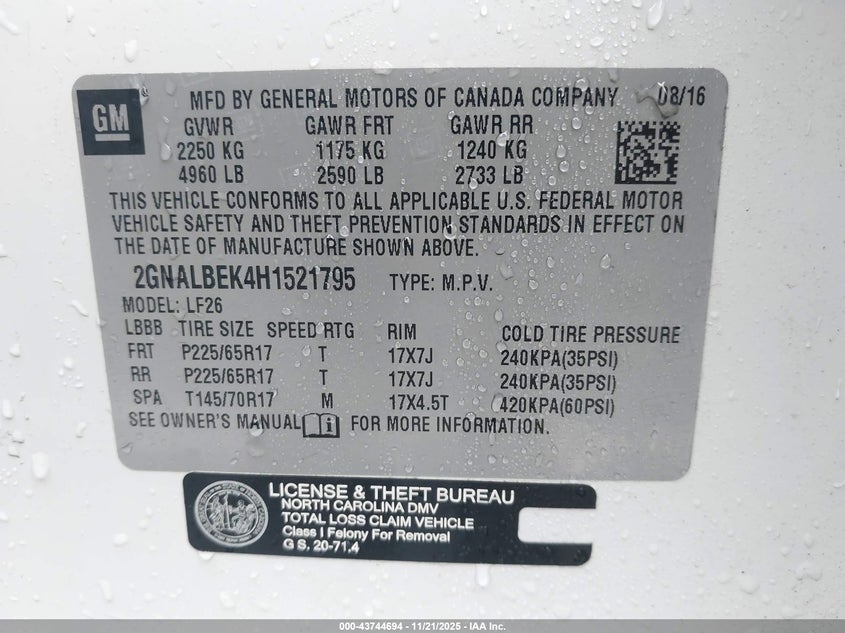 GM
MFD BY GENERAL MOTORS OF CANADA COMPANY 08/16
GVWR GAWR FRT GAWR RR
2250 KG 1175 KG 1240 KG
4960 LB 2590 LB 2733 LB
THIS VEHICLE CONFORMS TO ALL APPLICABLE U.S. FEDERAL MOTOR
VEHICLE SAFETY AND THEFT PREVENTION STANDARDS IN EFFECT ON
THE DATE OF MANUFACTURE SHOWN ABOVE.
2GNALBEK4H1521795 TYPE: M.P.V.
MODEL: LF26
LBBB TIRE SIZE SPEED RTG RIM COLD TIRE PRESSURE
FRT P225/65R17 T 17X7J 240KPA(35PSI)
RR P225/65R17 T 17X7J 240KPA(35PSI)
SPA T145/70R17 M 17X4.5T 420KPA(60PSI)
SEE OWNER'S MANUAL FOR MORE INFORMATION.
LICENSE & THEFT BUREAU
NORTH CAROLINA DMV
TOTAL LOSS CLAIM VEHICLE
Class I Felony For Removal
G S. 20-71.4
000-43744694 - 11/21/2025 - IAA Inc.